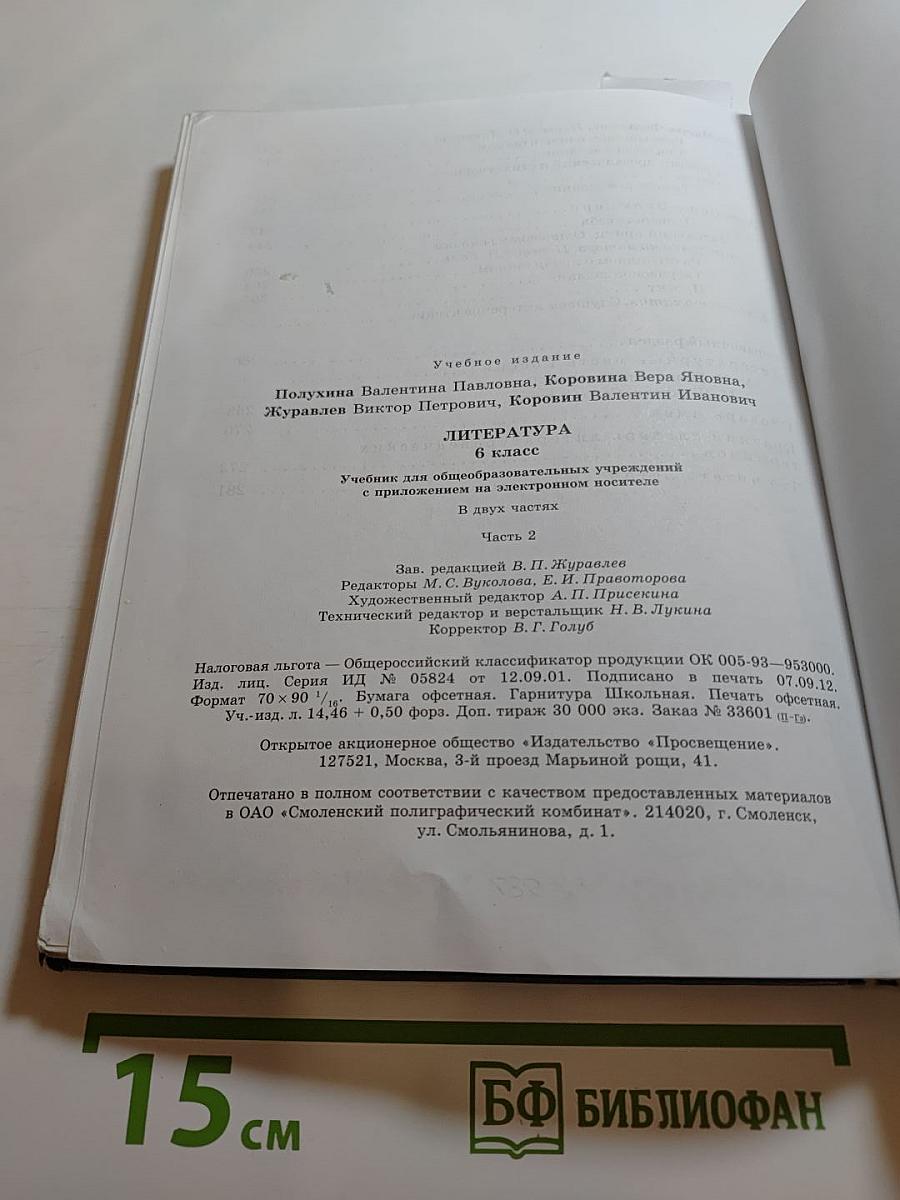 Учебное издание
Полухина Валентина Павловна, Коровина Вера Яновна,
Журавлев Виктор Петрович, Коровин Валентин Иванович
ЛИТЕРАТУРА
6 класс
Учебник для общеобразовательных учреждений
с приложением на электронном носителе
В двух частях
Часть 2
Зав. редакцией В. П. Журавлев
Редакторы М. С. Вуколова, Е. И. Правоторова
Художественный редактор А. П. Присекина
Технический редактор и верстальщик Н. В. Лукина
Корректор В. Г. Голуб
Налоговая льгота — Общероссийский классификатор продукции ОК 005-93—953000.
Изд. лиц. Серия ИД № 05824 от 12.09.01. Подписано в печать 07.09.12.
Формат 70 × 90 1/16. Бумага офсетная. Гарнитура Школьная. Печать офсетная.
Уч.-изд. л. 14,46 + 0,50 форз. Доп. тираж 30 000 экз. Заказ № 33601 (П-Гз).
Открытое акционерное общество «Издательство «Просвещение».
127521, Москва, 3-й проезд Марьиной рощи, 41.
Отпечатано в полном соответствии с качеством предоставленных материалов
в ОАО «Смоленский полиграфический комбинат». 214020, г. Смоленск,
ул. Смольянинова, д. 1.
15 см
БФ БИБЛИОФАН